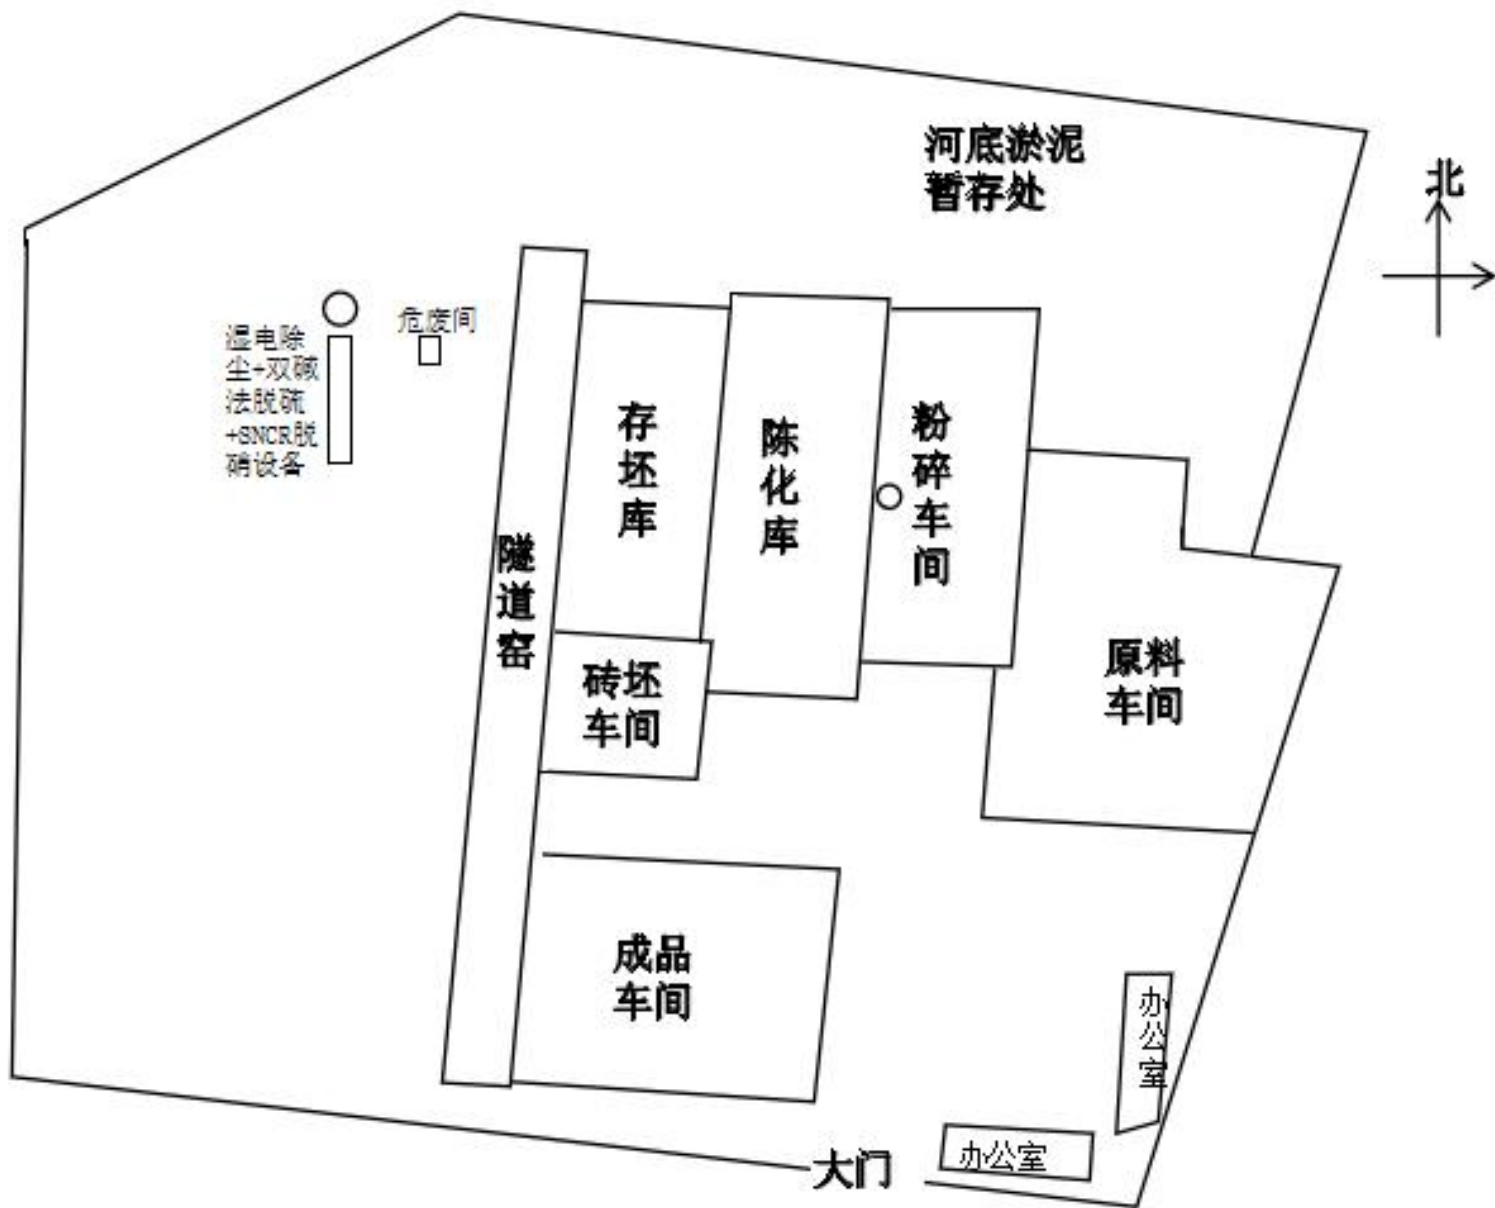 河底淤泥
暂存处
北
湿电除
尘+双碱
法脱硫
+SNCR脱
硝设备
危废间
隧道窑
存坯库
陈化库
粉碎车间
砖坯
车间
原料
车间
成品
车间
办公室
办公室
大门